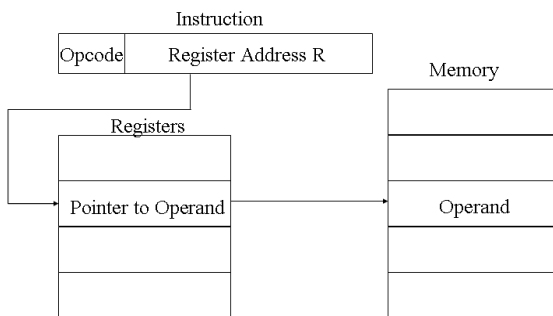 Instruction
Opcode
Register Address R
Memory
Registers
Pointer to Operand
Operand